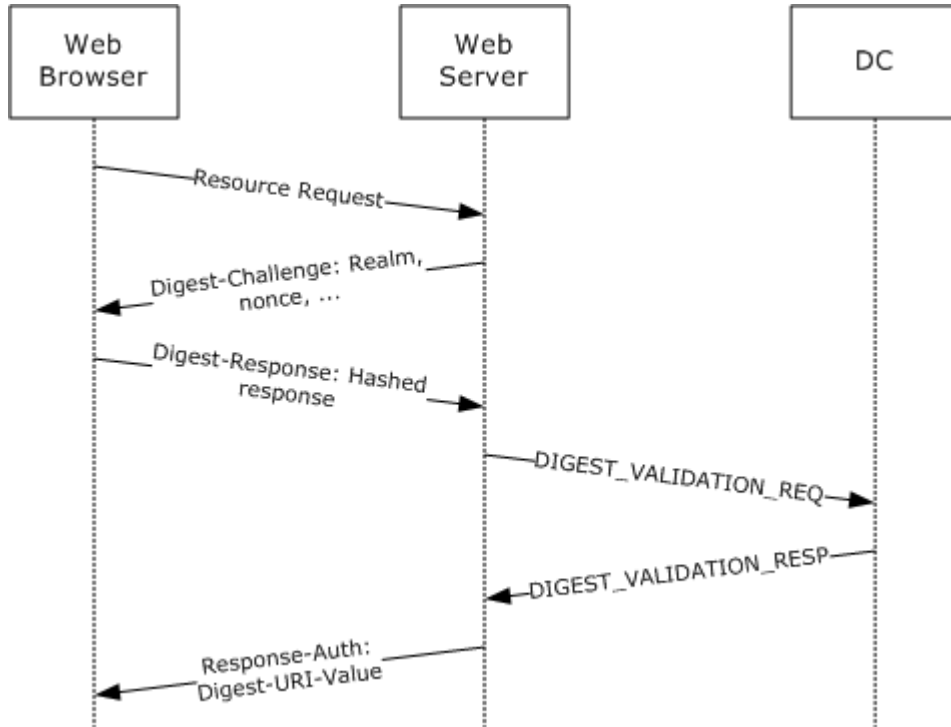 Web
Browser
Web
Server
DC
Resource Request
Digest-Challenge: Realm,
nonce, ...
Digest-Response: Hashed
response
DIGEST_VALIDATION_REQ
DIGEST_VALIDATION_RESP
Response-Auth:
Digest-URI-Value